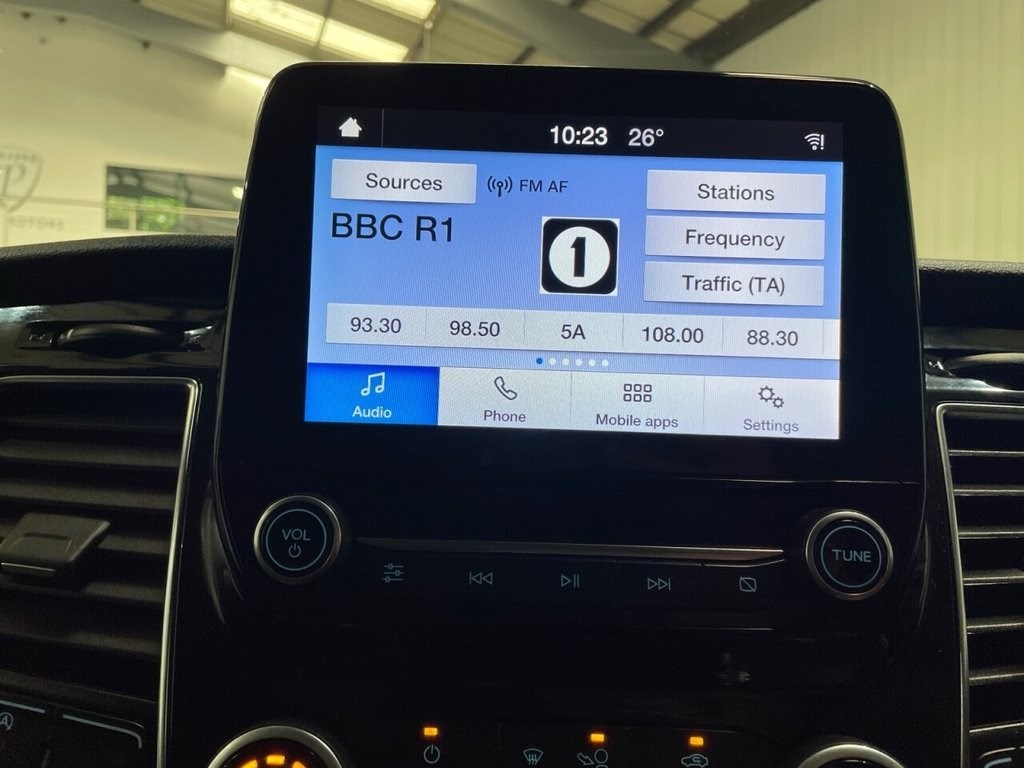 10:23 26°
Sources FM AF Stations
BBC R1
1
Frequency
Traffic (TA)
93.30 98.50 5A 108.00 88.30
Audio Phone Mobile apps Settings
VOL
TUNE